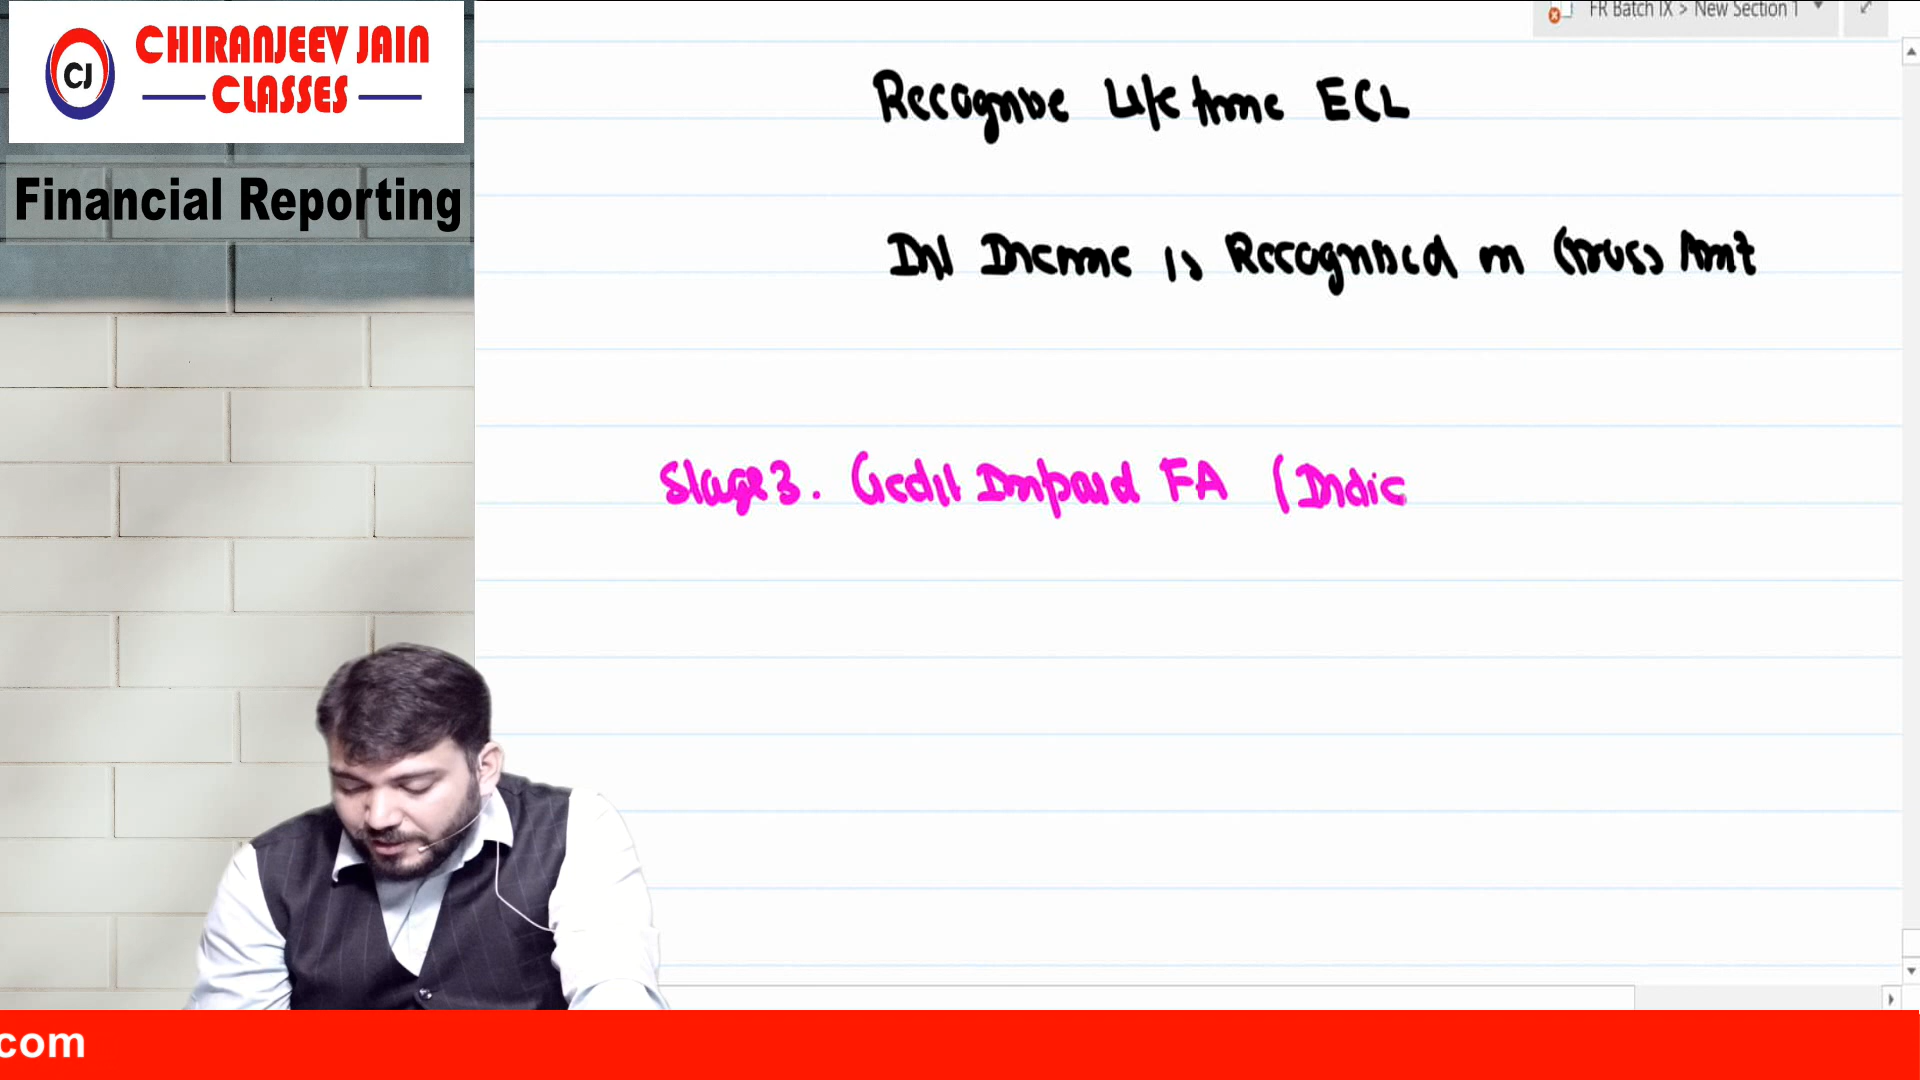 FR Batch IX > New Section 1
CHIRANJEEV JAIN
CJ
CLASSES
Financial Reporting
Recognise Life time ECL
Int Income is Recognised on Gross Amt
Stage 3. Credit Impaired FA (Indic
com